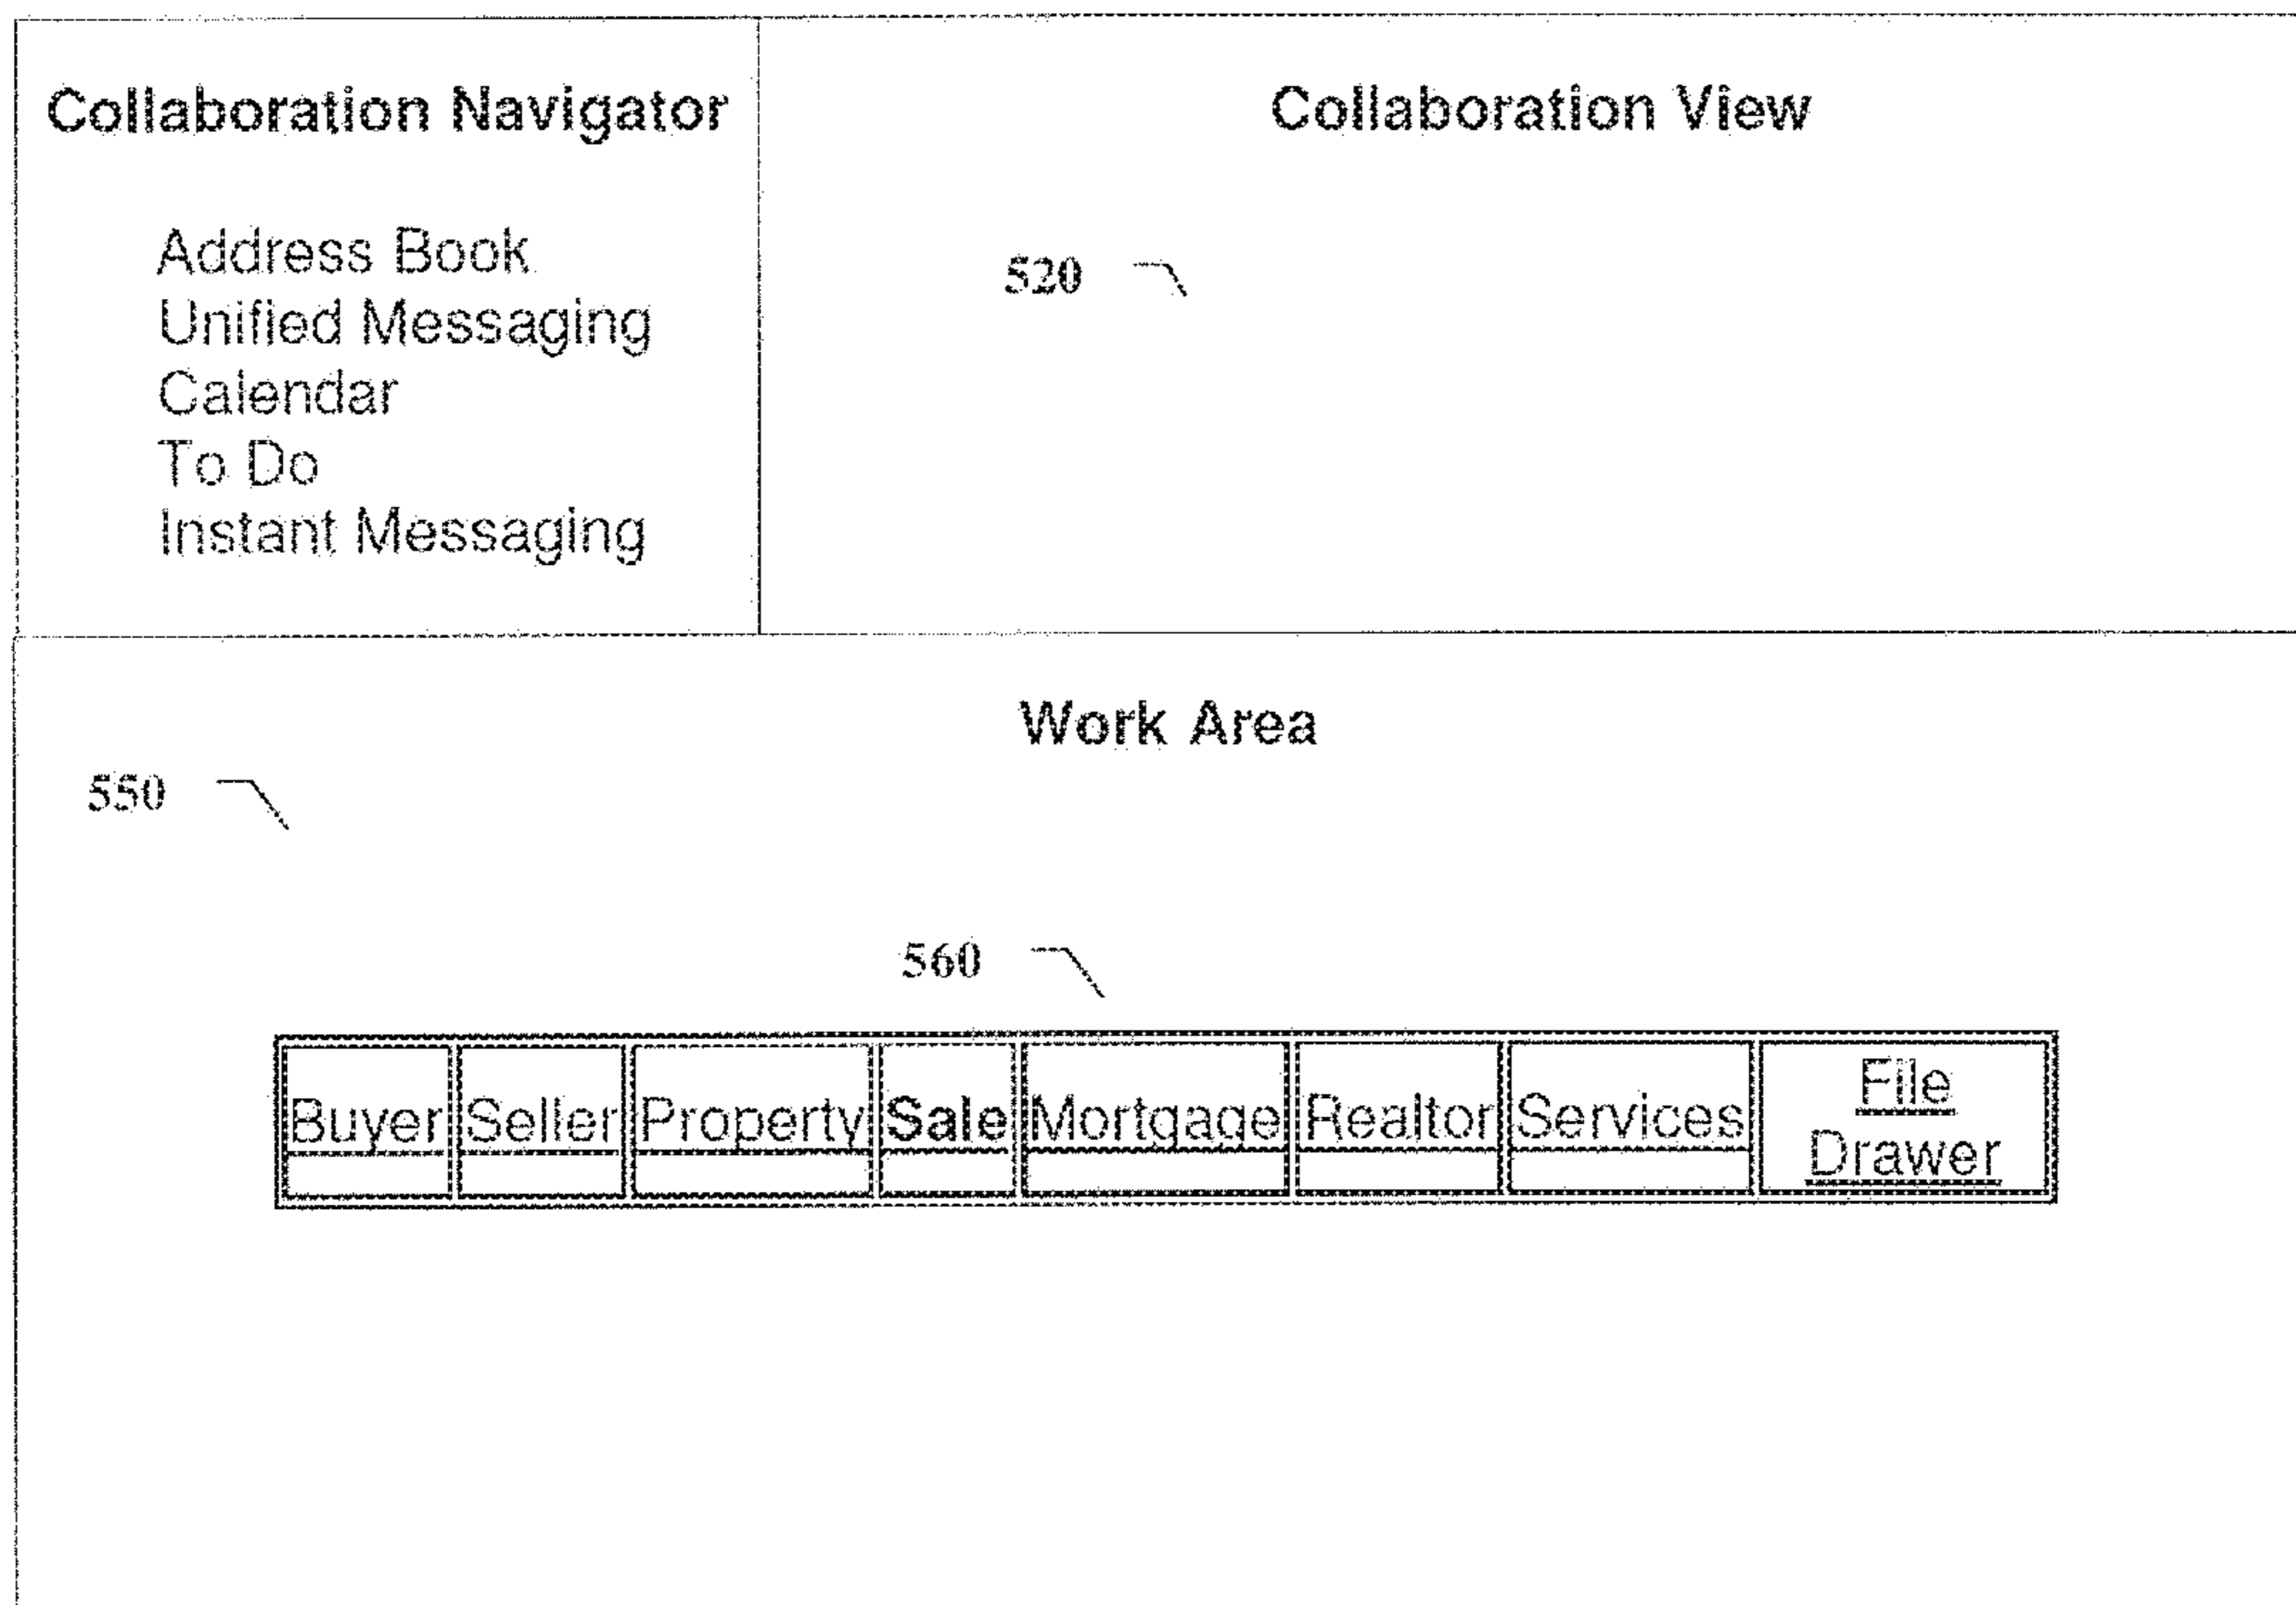 Collaboration Navigator
Address Book
Unified Messaging
Calendar
To Do
Instant Messaging
Collaboration View
520
Work Area
550
560
Buyer Seller Property Sale Mortgage Realtor Services File
Drawer